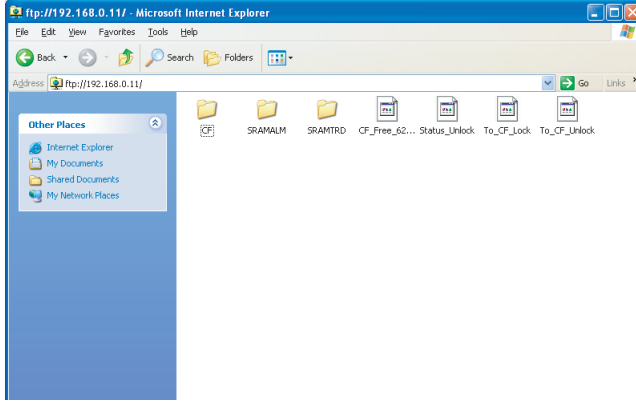 ftp://192.168.0.11/ - Microsoft Internet Explorer
File Edit View Favorites Tools Help
Back Search Folders
Address ftp://192.168.0.11/ Go Links
CF SRAMALM SRAMTRD CF_Free_62... Status_Unlock To_CF_Lock To_CF_Unlock
Other Places
Internet Explorer
My Documents
Shared Documents
My Network Places